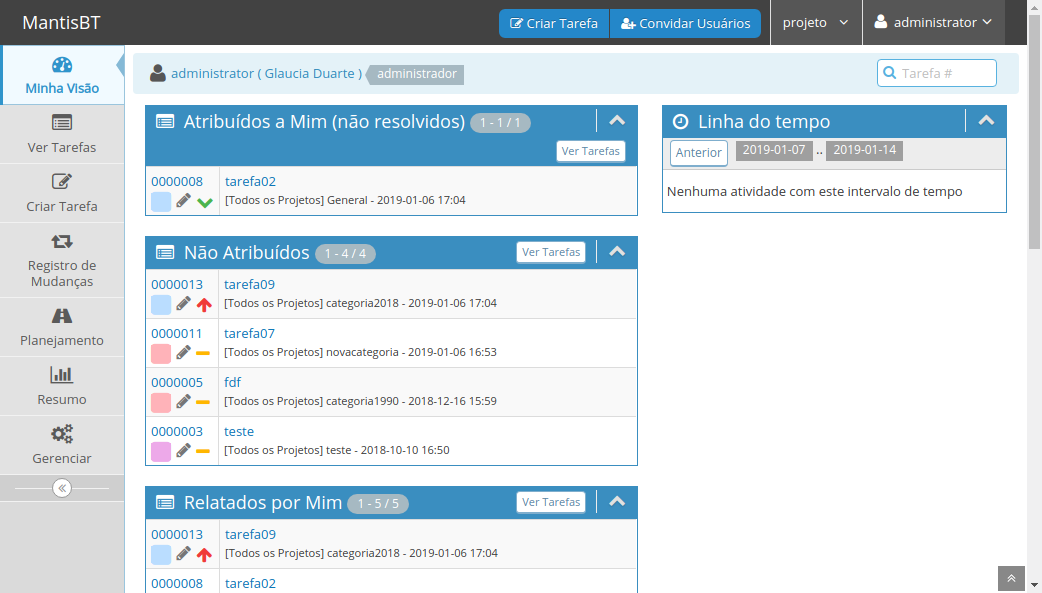 MantisBT
Criar Tarefa
Convidar Usuários
projeto
administrator
Minha Visão
Ver Tarefas
Criar Tarefa
Registro de
Mudanças
Planejamento
Resumo
Gerenciar
administrator ( Glaucia Duarte )
administrador
Tarefa #
Atribuídos a Mim (não resolvidos) 1 - 1 / 1
Ver Tarefas
0000008 tarefa02
[Todos os Projetos] General - 2019-01-06 17:04
Não Atribuídos 1 - 4 / 4 Ver Tarefas
0000013 tarefa09
[Todos os Projetos] categoria2018 - 2019-01-06 17:04
0000011 tarefa07
[Todos os Projetos] novacategoria - 2019-01-06 16:53
0000005 fdf
[Todos os Projetos] categoria1990 - 2018-12-16 15:59
0000003 teste
[Todos os Projetos] teste - 2018-10-10 16:50
Relatados por Mim 1 - 5 / 5 Ver Tarefas
0000013 tarefa09
[Todos os Projetos] categoria2018 - 2019-01-06 17:04
0000008 tarefa02
Linha do tempo
Anterior 2019-01-07 .. 2019-01-14
Nenhuma atividade com este intervalo de tempo